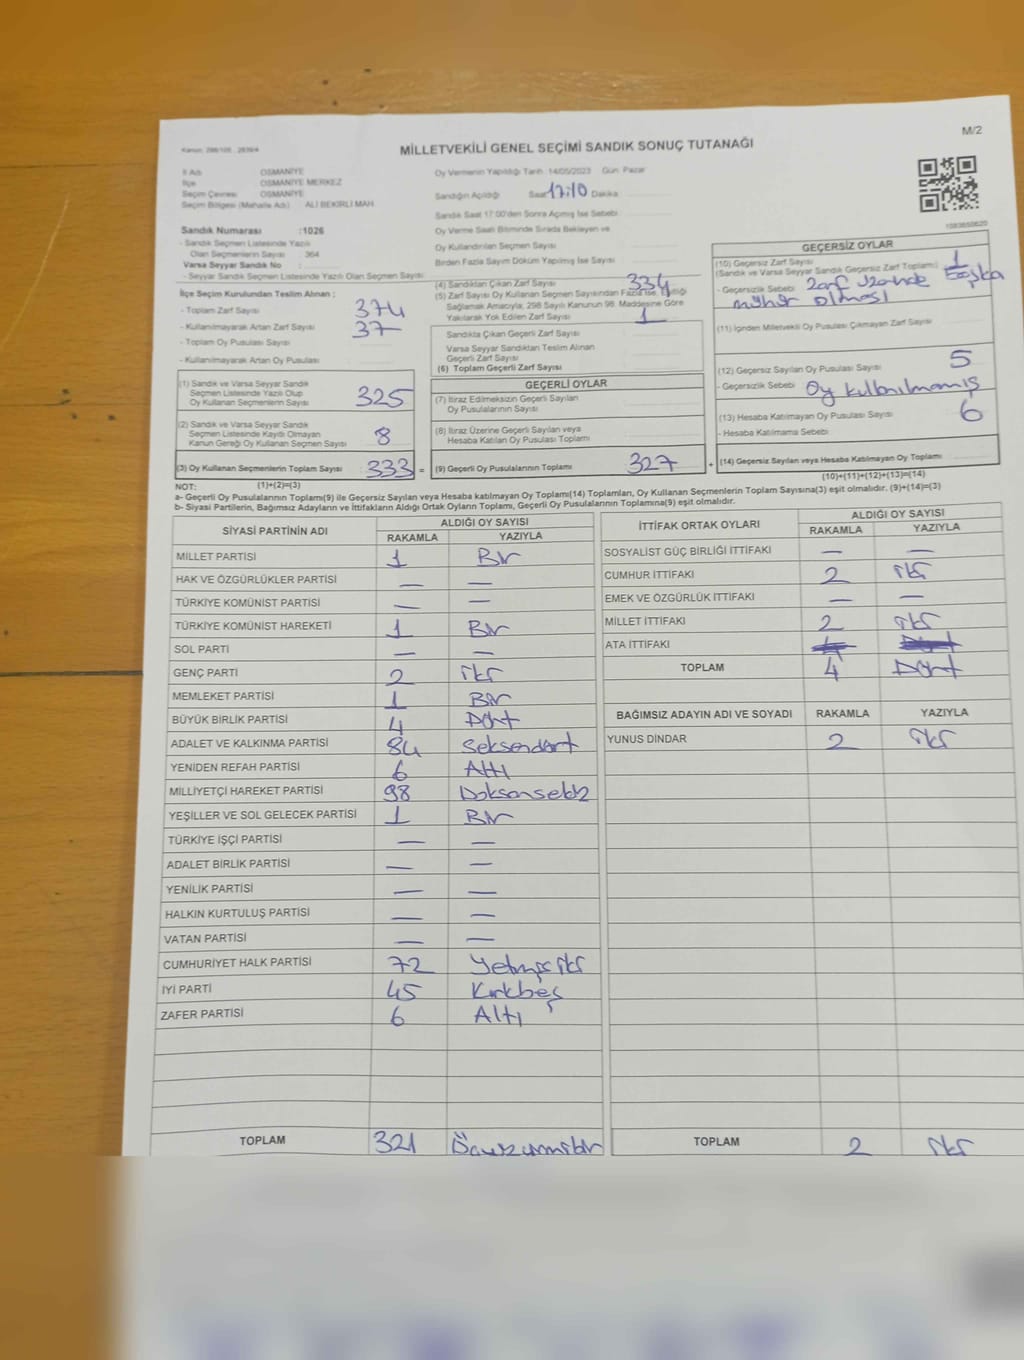 M/2
MİLLETVEKİLİ GENEL SEÇİMİ SANDIK SONUÇ TUTANAĞI
İl Adı OSMANİYE
İlçe OSMANİYE MERKEZ
Seçim Çevresi OSMANİYE
Seçim Bölgesi (Mahalle Adı) : ALİ BEKİRLİ MAH.
Sandık Numarası :1026
- Sandık Seçmen Listesinde Yazılı
Olan Seçmenlerin Sayısı : 364
Varsa Seyyar Sandık No :
- Seyyar Sandık Seçmen Listesinde Yazılı Olan Seçmen Sayısı
Oy Vermenin Yapıldığı Tarih :14/05/2023 Gün: Pazar
Sandığın Açıldığı Saat 17:10 Dakika
Sandık Saat 17:00'den Sonra Açılmış İse Sebebi
Oy Verme Saati Bitiminde Sırada Bekleyen ve
Oy Kullandırılan Seçmen Sayısı
Birden Fazla Sayım Döküm Yapılmış İse Sayısı
1083650620
İlçe Seçim Kurulundan Teslim Alınan :
- Toplam Zarf Sayısı 374
- Kullanılmayarak Artan Zarf Sayısı 37
- Toplam Oy Pusulası Sayısı
- Kullanılmayarak Artan Oy Pusulası
(1) Sandık ve Varsa Seyyar Sandık
Seçmen Listesinde Yazılı Olup
Oy Kullanan Seçmenlerin Sayısı 325
(2) Sandık ve Varsa Seyyar Sandık
Seçmen Listesinde Kayıtlı Olmayan
Kanun Gereği Oy Kullanan Seçmen Sayısı 8
(3) Oy Kullanan Seçmenlerin Toplam Sayısı 333 =
(1)+(2)=(3)
(4) Sandıktan Çıkan Zarf Sayısı 334
(5) Zarf Sayısı Oy Kullanan Seçmen Sayısından Fazla İse, Eşitliği
Sağlamak Amacıyla; 298 Sayılı Kanunun 98. Maddesine Göre
Yakılarak Yok Edilen Zarf Sayısı 1
Sandıkta Çıkan Geçerli Zarf Sayısı
Varsa Seyyar Sandıktan Teslim Alınan
Geçerli Zarf Sayısı
(6) Toplam Geçerli Zarf Sayısı
GEÇERLİ OYLAR
(7) İtiraz Edilmeksizin Geçerli Sayılan
Oy Pusulalarının Sayısı
(8) İtiraz Üzerine Geçerli Sayılan veya
Hesaba Katılan Oy Pusulası Toplamı
(9) Geçerli Oy Pusulalarının Toplamı 327 +
GEÇERSİZ OYLAR
(10) Geçersiz Zarf Sayısı 1
(Sandık ve Varsa Seyyar Sandık Geçersiz Zarf Toplamı)
- Geçersizlik Sebebi Zarf üzerinde başka
mühür olması
(11) İçinden Milletvekili Oy Pusulası Çıkmayan Zarf Sayısı
(12) Geçersiz Sayılan Oy Pusulası Sayısı 5
- Geçersizlik Sebebi Oy kullanılmamış
(13) Hesaba Katılmayan Oy Pusulası Sayısı 6
- Hesaba Katılmama Sebebi
(14) Geçersiz Sayılan veya Hesaba Katılmayan Oy Toplamı
(10)+(11)+(12)+(13)=(14)
NOT:
a- Geçerli Oy Pusulalarının Toplamı(9) ile Geçersiz Sayılan veya Hesaba katılmayan Oy Toplamı(14) Toplamları, Oy Kullanan Seçmenlerin Toplam Sayısına(3) eşit olmalıdır. (9)+(14)=(3)
b- Siyasi Partilerin, Bağımsız Adayların ve İttifakların Aldığı Ortak Oyların Toplamı, Geçerli Oy Pusulalarının Toplamına(9) eşit olmalıdır.
SİYASİ PARTİNİN ADI ALDIĞI OY SAYISI
RAKAMLA YAZIYLA
MİLLET PARTİSİ 1 Bir
HAK VE ÖZGÜRLÜKLER PARTİSİ — —
TÜRKİYE KOMÜNİST PARTİSİ — —
TÜRKİYE KOMÜNİST HAREKETİ 1 Bir
SOL PARTİ — —
GENÇ PARTİ 2 iki
MEMLEKET PARTİSİ 1 Bir
BÜYÜK BİRLİK PARTİSİ 4 Dört
ADALET VE KALKINMA PARTİSİ 84 Seksendört
YENİDEN REFAH PARTİSİ 6 Altı
MİLLİYETÇİ HAREKET PARTİSİ 98 Doksansekiz
YEŞİLLER VE SOL GELECEK PARTİSİ 1 Bir
TÜRKİYE İŞÇİ PARTİSİ — —
ADALET BİRLİK PARTİSİ — —
YENİLİK PARTİSİ — —
HALKIN KURTULUŞ PARTİSİ — —
VATAN PARTİSİ — —
CUMHURİYET HALK PARTİSİ 72 Yetmişiki
İYİ PARTİ 45 Kırkbeş
ZAFER PARTİSİ 6 Altı
TOPLAM 321 Üçyüzyirmibir
İTTİFAK ORTAK OYLARI ALDIĞI OY SAYISI
RAKAMLA YAZIYLA
SOSYALİST GÜÇ BİRLİĞİ İTTİFAKI — —
CUMHUR İTTİFAKI 2 iki
EMEK VE ÖZGÜRLÜK İTTİFAKI — —
MİLLET İTTİFAKI 2 iki
ATA İTTİFAKI
TOPLAM 4 Dört
BAĞIMSIZ ADAYIN ADI VE SOYADI RAKAMLA YAZIYLA
YUNUS DİNDAR 2 iki
TOPLAM 2 iki